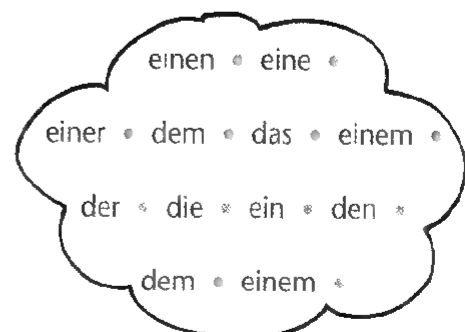 einen • eine •
einer • dem • das • einem •
der • die • ein • den •
dem • einem •